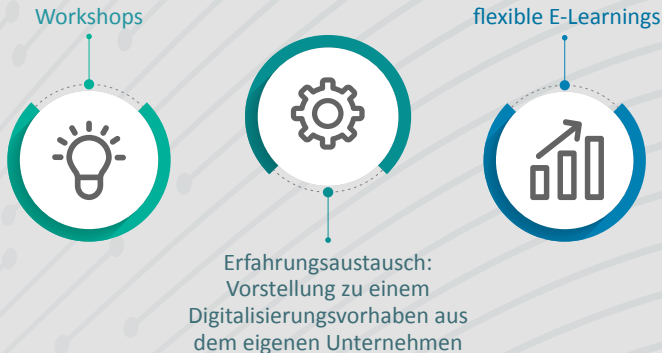 Workshops
flexible E-Learnings
Erfahrungsaustausch:
Vorstellung zu einem
Digitalisierungsvorhaben aus
dem eigenen Unternehmen